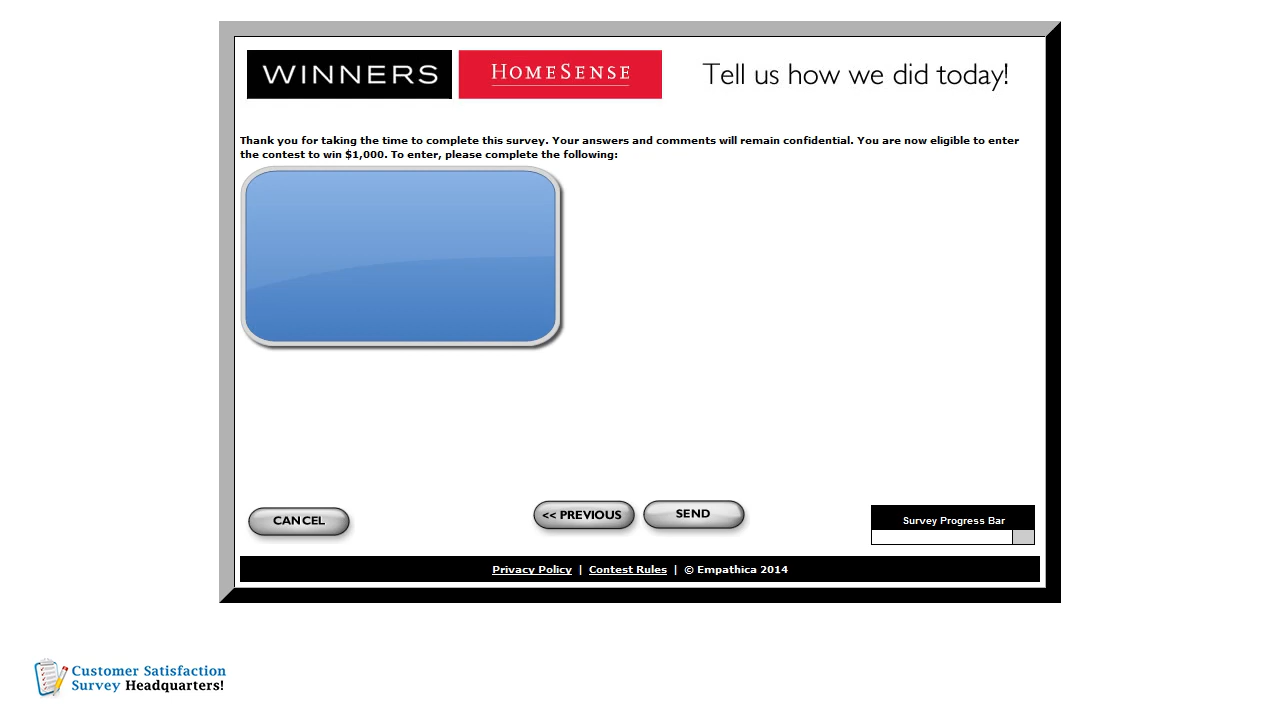 WINNERS HOMESENSE Tell us how we did today!
Thank you for taking the time to complete this survey. Your answers and comments will remain confidential. You are now eligible to enter
the contest to win $1,000. To enter, please complete the following:
CANCEL << PREVIOUS SEND
Survey Progress Bar
Privacy Policy | Contest Rules | © Empathica 2014
Customer Satisfaction
Survey Headquarters!